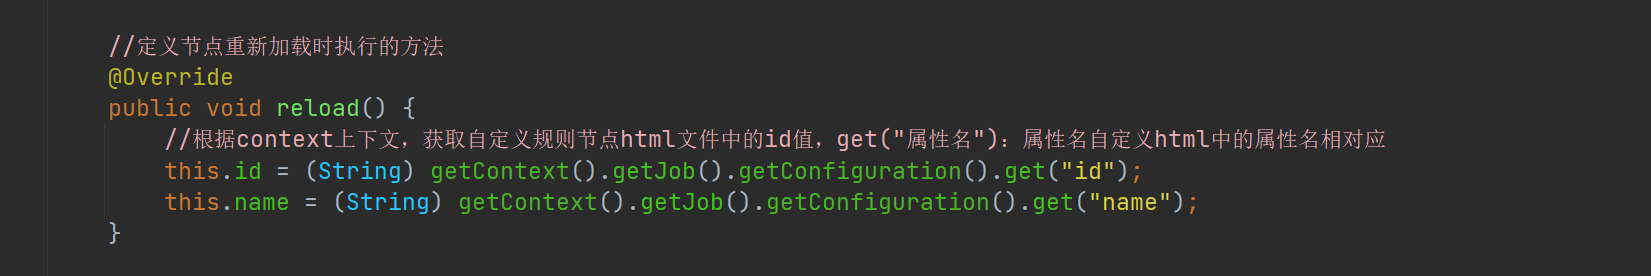 //定义节点重新加载时执行的方法
@Override
public void reload() {
//根据context上下文，获取自定义规则节点html文件中的id值，get("属性名")：属性名自定义html中的属性名相对应
this.id = (String) getContext().getJob().getConfiguration().get("id");
this.name = (String) getContext().getJob().getConfiguration().get("name");
}